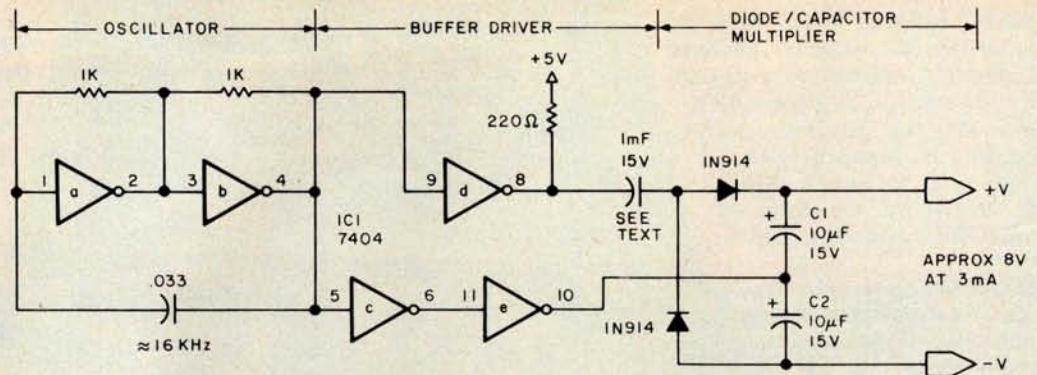 OSCILLATOR
BUFFER DRIVER
DIODE/CAPACITOR
MULTIPLIER
1K
1K
+5V
220Ω
1mF
15V
SEE
TEXT
1N914
1
a
2
3
b
4
9
d
8
+V
IC1
7404
+
C1
10μF
15V
APPROX 8V
AT 3mA
.033
≈16 KHz
5
c
6
11
e
10
1N914
+
C2
10μF
15V
-V